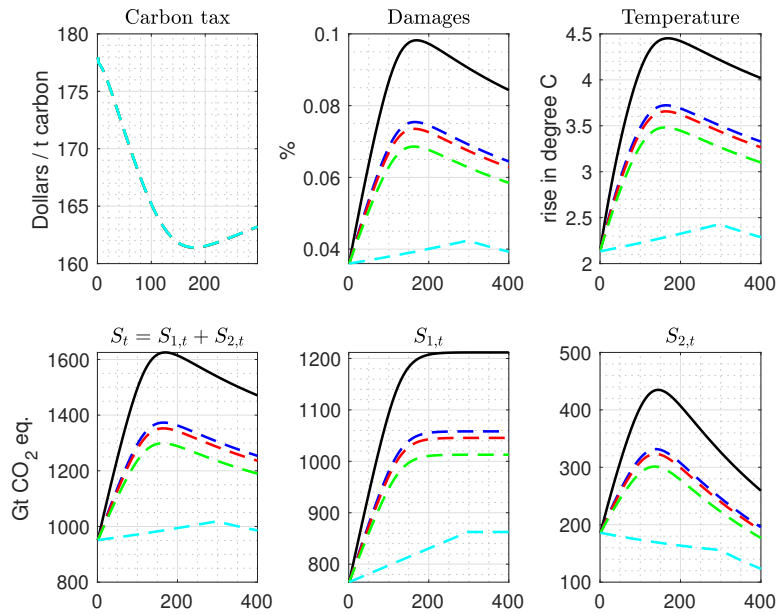 Carbon tax
180
175
170
165
160
0 100 200
Dollars / t carbon
Damages
0.1
0.08
0.06
0.04
0 200 400
%
Temperature
4.5
4
3.5
3
2.5
2
0 200 400
rise in degree C
S_t = S_{1,t} + S_{2,t}
1600
1400
1200
1000
800
0 200 400
Gt CO₂ eq.
S_{1,t}
1200
1100
1000
900
800
0 200 400
S_{2,t}
500
400
300
200
100
0 200 400